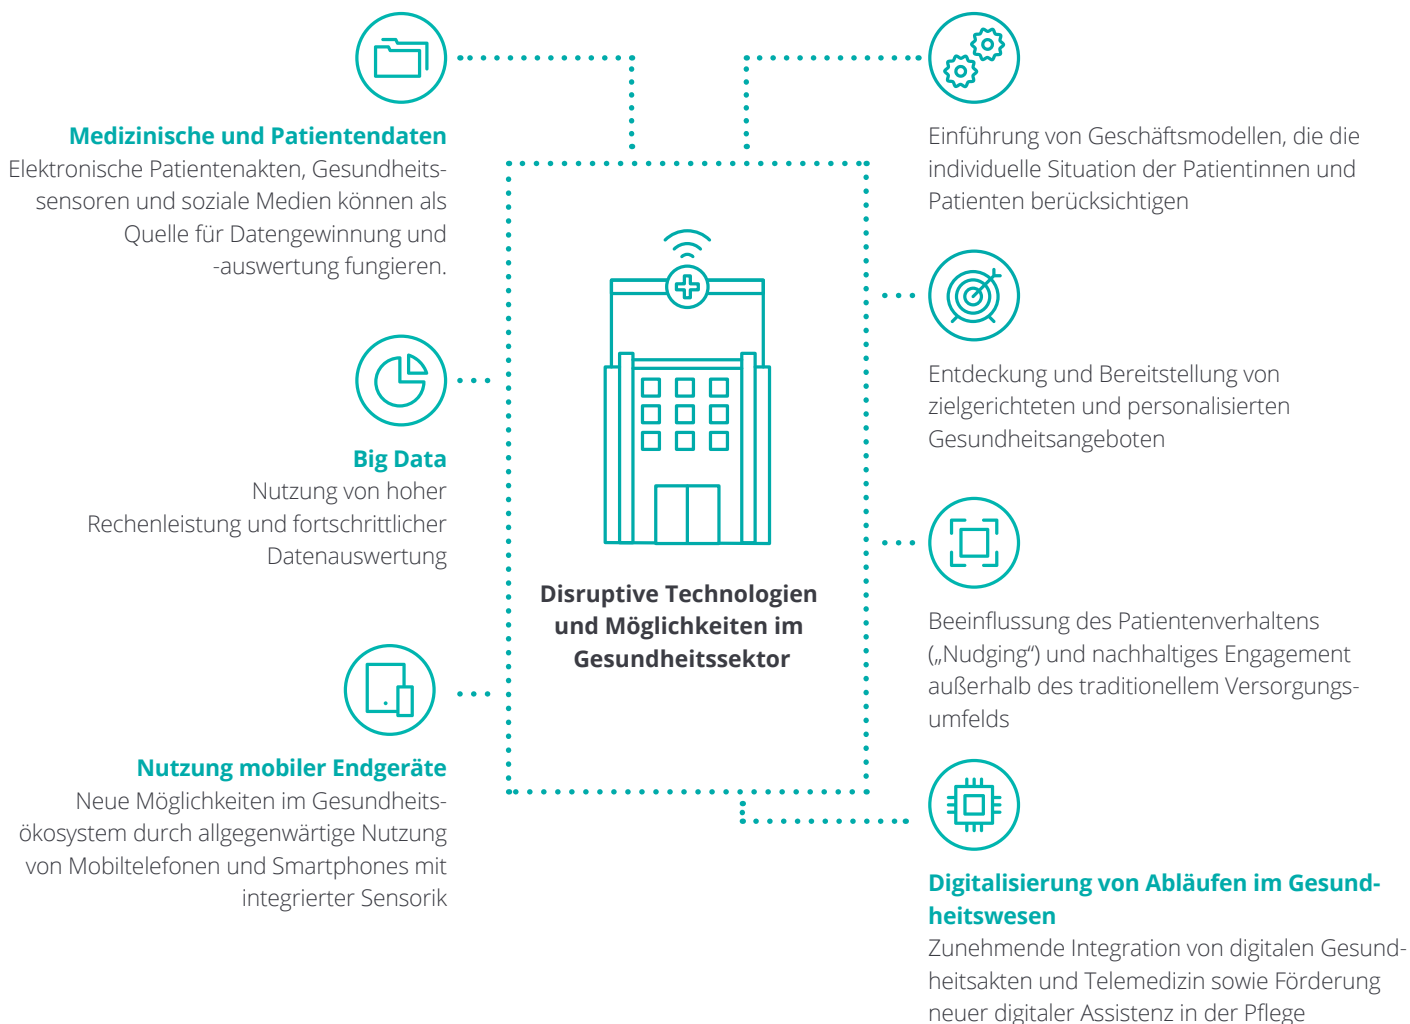 Medizinische und Patientendaten
Elektronische Patientenakten, Gesundheits-
sensoren und soziale Medien können als
Quelle für Datengewinnung und
-auswertung fungieren.
Big Data
Nutzung von hoher
Rechenleistung und fortschrittlicher
Datenauswertung
Nutzung mobiler Endgeräte
Neue Möglichkeiten im Gesundheits-
ökosystem durch allgegenwärtige Nutzung
von Mobiltelefonen und Smartphones mit
integrierter Sensorik
Disruptive Technologien
und Möglichkeiten im
Gesundheitssektor
Einführung von Geschäftsmodellen, die die
individuelle Situation der Patientinnen und
Patienten berücksichtigen
Entdeckung und Bereitstellung von
zielgerichteten und personalisierten
Gesundheitsangeboten
Beeinflussung des Patientenverhaltens
(„Nudging“) und nachhaltiges Engagement
außerhalb des traditionellem Versorgungs-
umfelds
Digitalisierung von Abläufen im Gesund-
heitswesen
Zunehmende Integration von digitalen Gesund-
heitsakten und Telemedizin sowie Förderung
neuer digitaler Assistenz in der Pflege